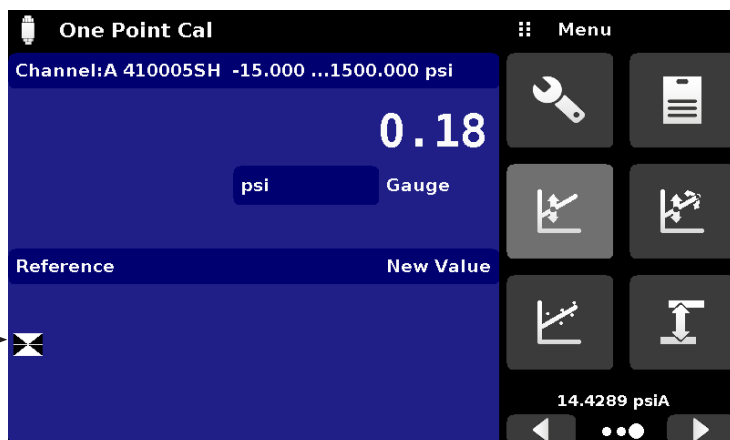 One Point Cal
Menu
Channel:A 410005SH -15.000 ...1500.000 psi
0.18
psi Gauge
Reference New Value
14.4289 psiA